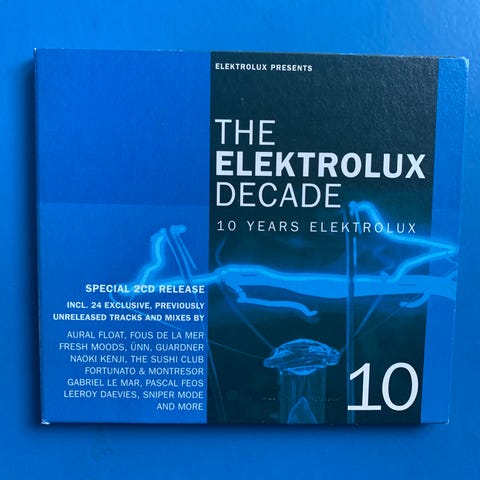 ELEKTROLUX PRESENTS
THE
ELEKTROLUX
DECADE
10 YEARS ELEKTROLUX
SPECIAL 2CD RELEASE
INCL. 24 EXCLUSIVE, PREVIOUSLY
UNRELEASED TRACKS AND MIXES BY
AURAL FLOAT, FOUS DE LA MER
FRESH MOODS, ÜNN, GUARDNER
NAOKI KENJI, THE SUSHI CLUB
FORTUNATO & MONTRESOR
GABRIEL LE MAR, PASCAL FEOS
LEEROY DAEVIES, SNIPER MODE
AND MORE
10